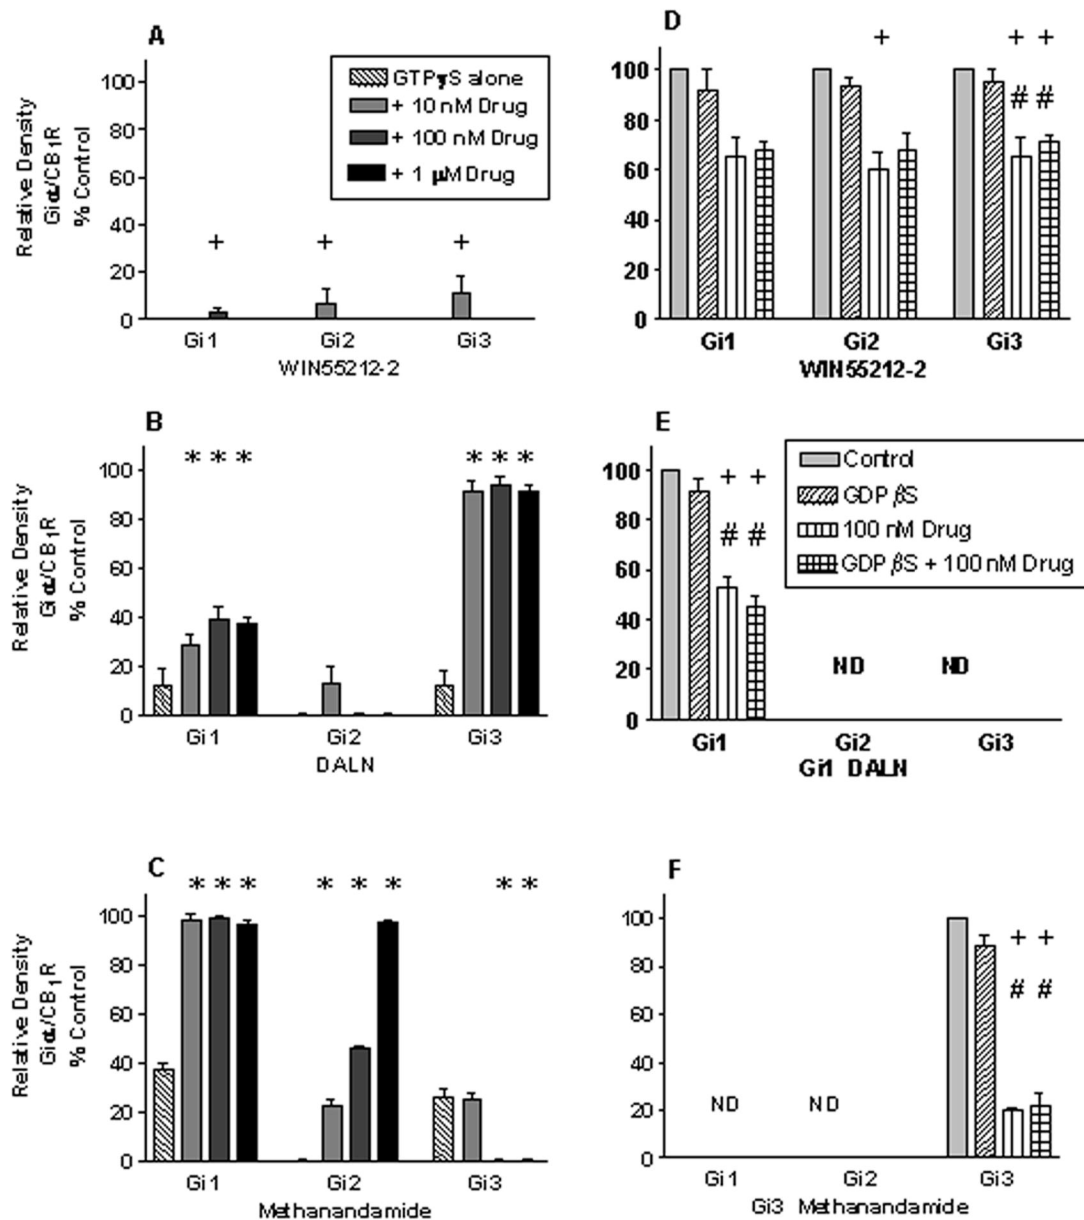 A
Relative Density
Giα/CB1R
% Control
100
80
60
40
20
0
GTPγS alone
+ 10 nM Drug
+ 100 nM Drug
+ 1 μM Drug
+ + +
Gi1 Gi2 Gi3
WIN55212-2
D
100
80
60
40
20
0
+ + +
# #
Gi1 Gi2 Gi3
WIN55212-2
B
Relative Density
Giα/CB1R
% Control
100
80
60
40
20
0
* * * * * *
Gi1 Gi2 Gi3
DALN
E
100
80
60
40
20
0
+ +
# #
Control
GDP βS
100 nM Drug
GDP βS + 100 nM Drug
ND ND
Gi1 Gi2 Gi3
Gi1 DALN
C
Relative Density
Giα/CB1R
% Control
100
80
60
40
20
0
* * * * * * * *
Gi1 Gi2 Gi3
Methanandamide
F
100
80
60
40
20
0
+ +
# #
ND ND
Gi1 Gi2 Gi3
Gi3 Methanandamide